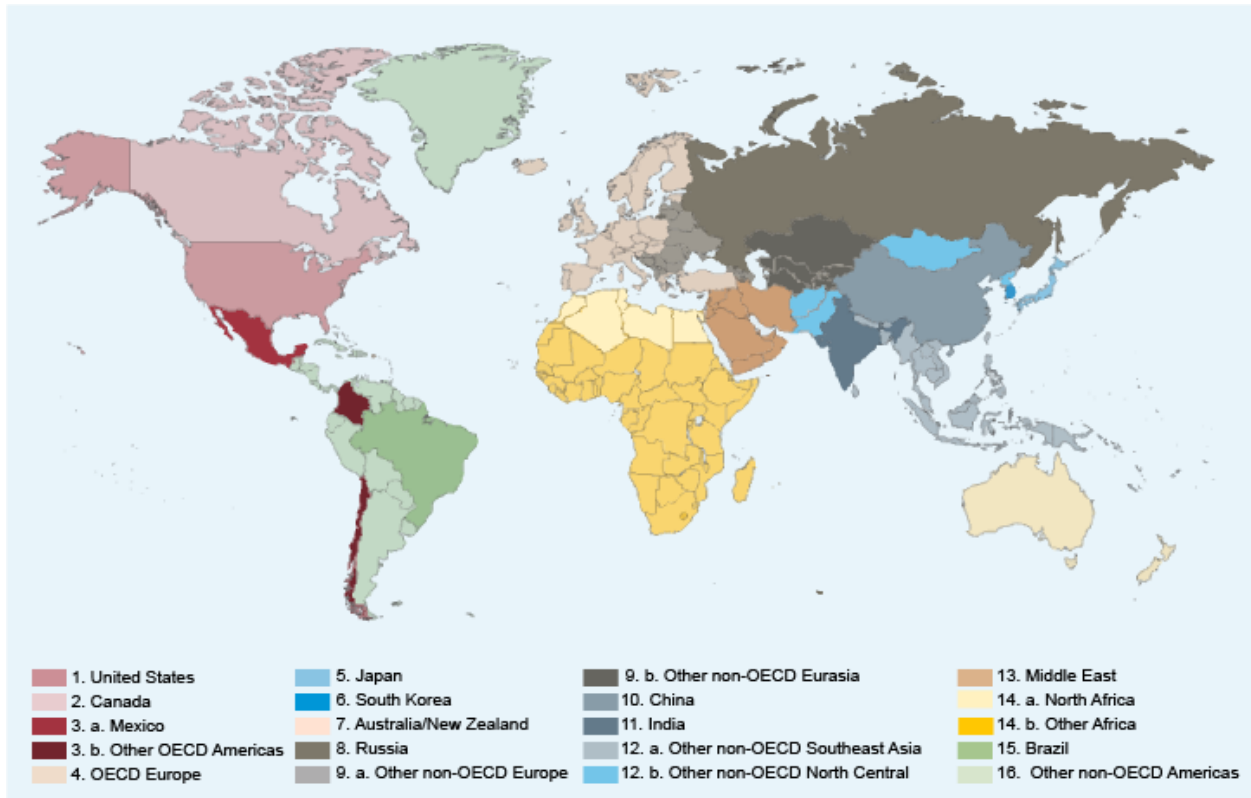 1. United States
2. Canada
3. a. Mexico
3. b. Other OECD Americas
4. OECD Europe
5. Japan
6. South Korea
7. Australia/New Zealand
8. Russia
9. a. Other non-OECD Europe
9. b. Other non-OECD Eurasia
10. China
11. India
12. a. Other non-OECD Southeast Asia
12. b. Other non-OECD North Central
13. Middle East
14. a. North Africa
14. b. Other Africa
15. Brazil
16. Other non-OECD Americas